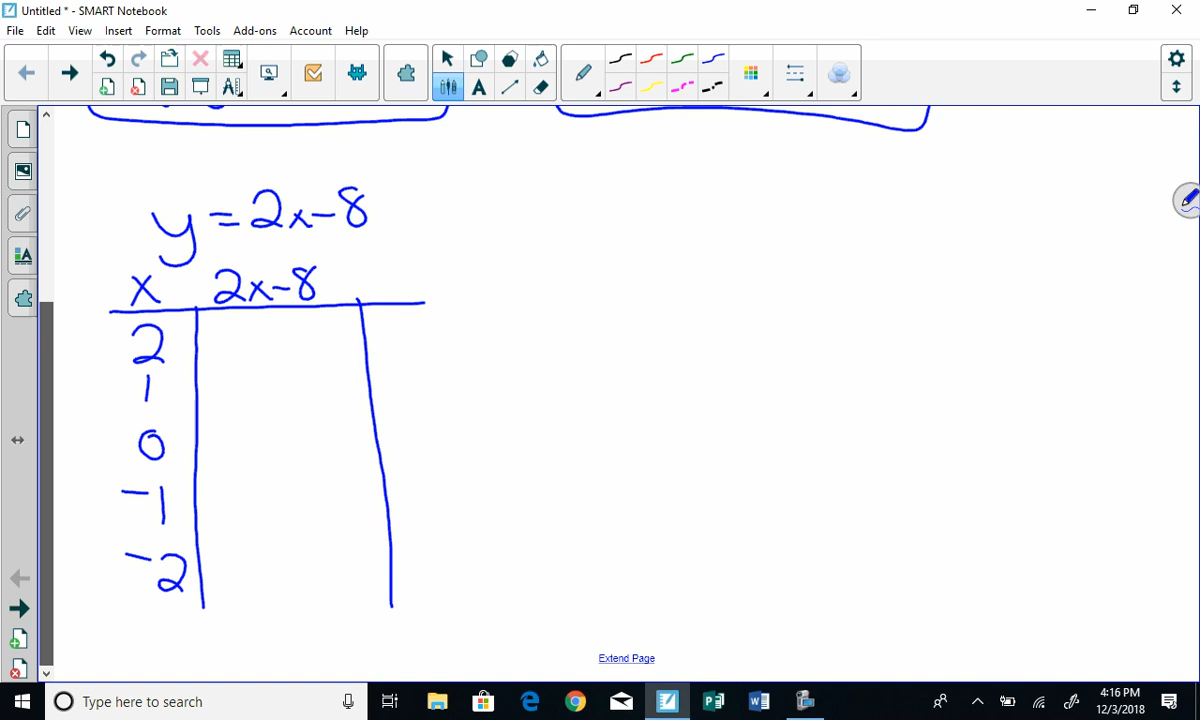 Untitled * - SMART Notebook
File Edit View Insert Format Tools Add-ons Account Help
y = 2x - 8
x 2x - 8
2
1
0
-1
-2
Extend Page
Type here to search
4:16 PM
12/3/2018